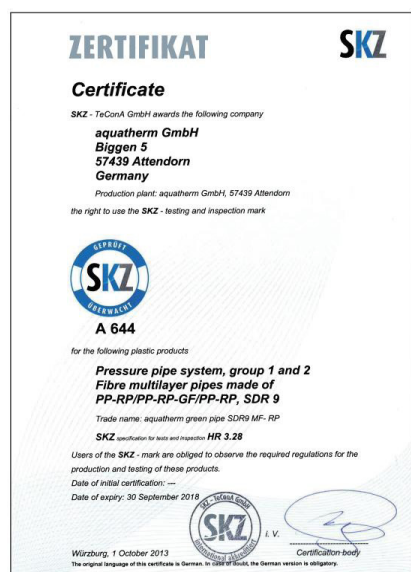 ZERTIFIKAT
SKZ
Certificate
SKZ - TeConA GmbH awards the following company
aquatherm GmbH
Biggen 5
57439 Attendorn
Germany
Production plant: aquatherm GmbH, 57439 Attendorn
the right to use the SKZ - testing and inspection mark
GEPRÜFT
SKZ
ÜBERWACHT
A 644
for the following plastic products
Pressure pipe system, group 1 and 2
Fibre multilayer pipes made of
PP-RP/PP-RP-GF/PP-RP, SDR 9
Trade name: aquatherm green pipe SDR9 MF- RP
SKZ specification for tests and inspection HR 3.28
Users of the SKZ - mark are obliged to observe the required regulations for the
production and testing of these products.
Date of initial certification: ---
Date of expiry: 30 September 2018
SKZ - TeConA GmbH
SKZ
international akkreditiert
i. V.
Würzburg, 1 October 2013
Certification body
The original language of this certificate is German. In case of doubt, the German version is obligatory.